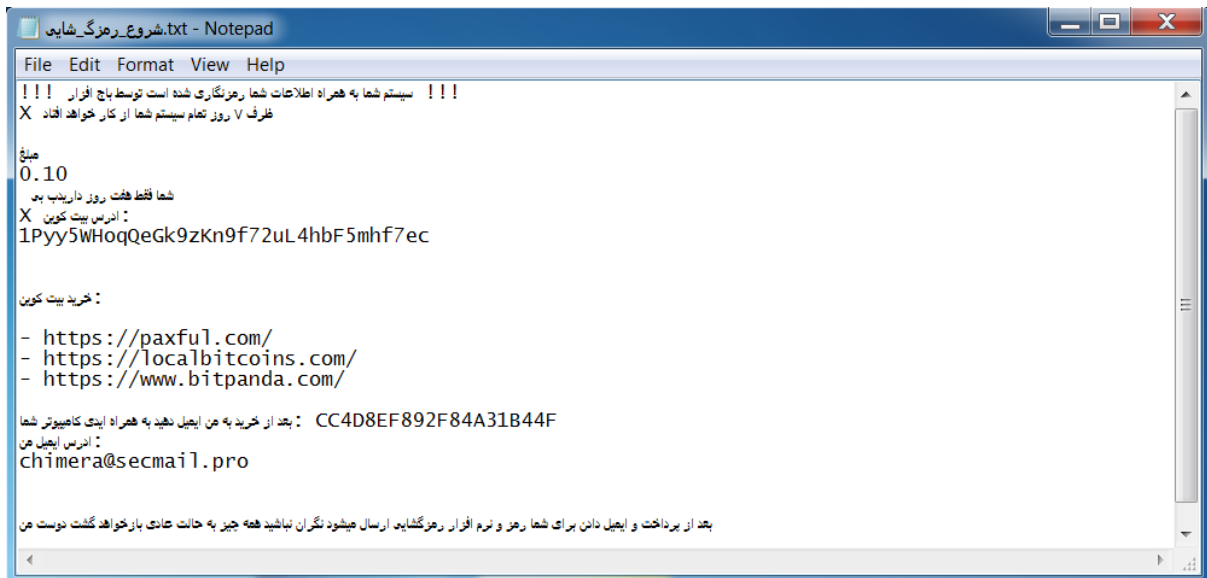 شروع_رمزگ_شایی.txt - Notepad
File Edit Format View Help
!!! سیستم شما به همراه اطلاعات شما رمزنگاری شده است توسط باج افزار !!!
ظرف ۷ روز تمام سیستم شما از کار خواهد افتاد X
مبلغ
0.10
شما فقط هفت روز داریدب بی
ادرس بیت کوین X :
1Pyy5WHoqQeGk9zKn9f72uL4hbF5mhf7ec
خرید بیت کوین :
- https://paxful.com/
- https://localbitcoins.com/
- https://www.bitpanda.com/
بعد از خرید به من ایمیل دهید به همراه ایدی کامپیوتر شما : CC4D8EF892F84A31B44F
ادرس ایمیل من :
chimera@secmail.pro
بعد از پرداخت و ایمیل دادن برای شما رمز و نرم افزار رمزگشایی ارسال میشود نگران نباشید همه چیز به حالت عادی بازخواهد گشت دوست من